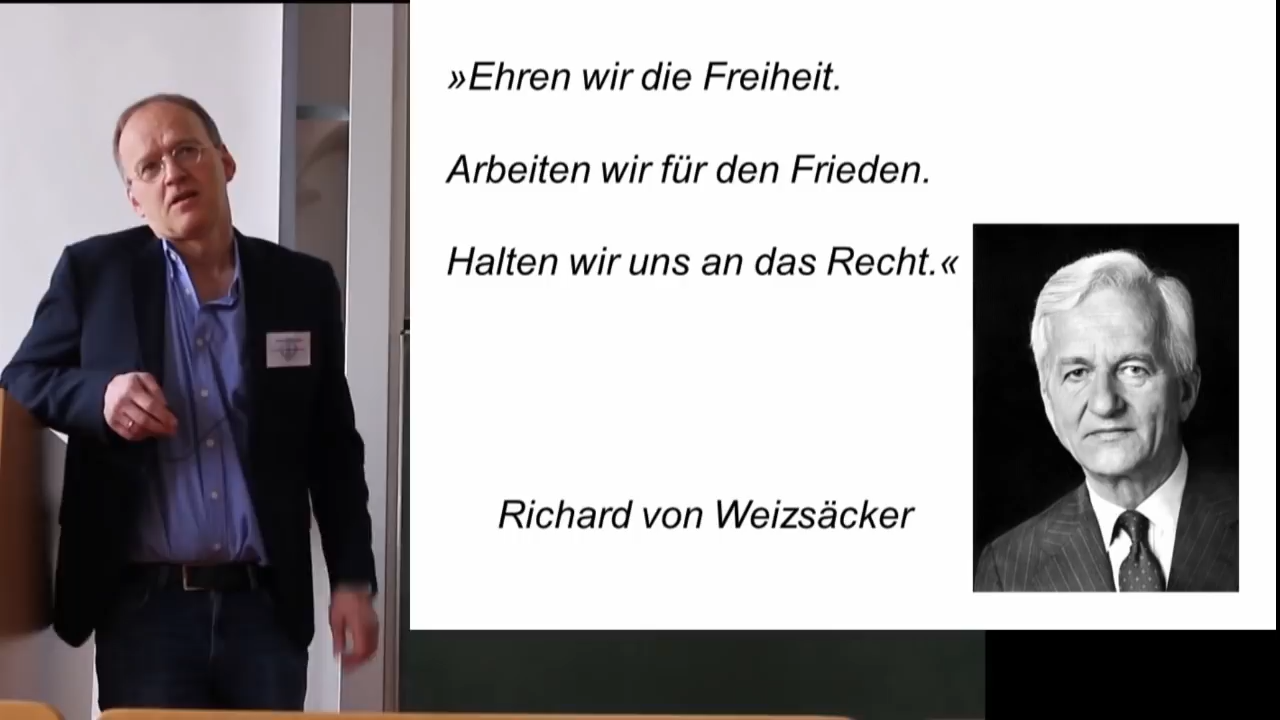 »Ehren wir die Freiheit.
Arbeiten wir für den Frieden.
Halten wir uns an das Recht.«
Richard von Weizsäcker